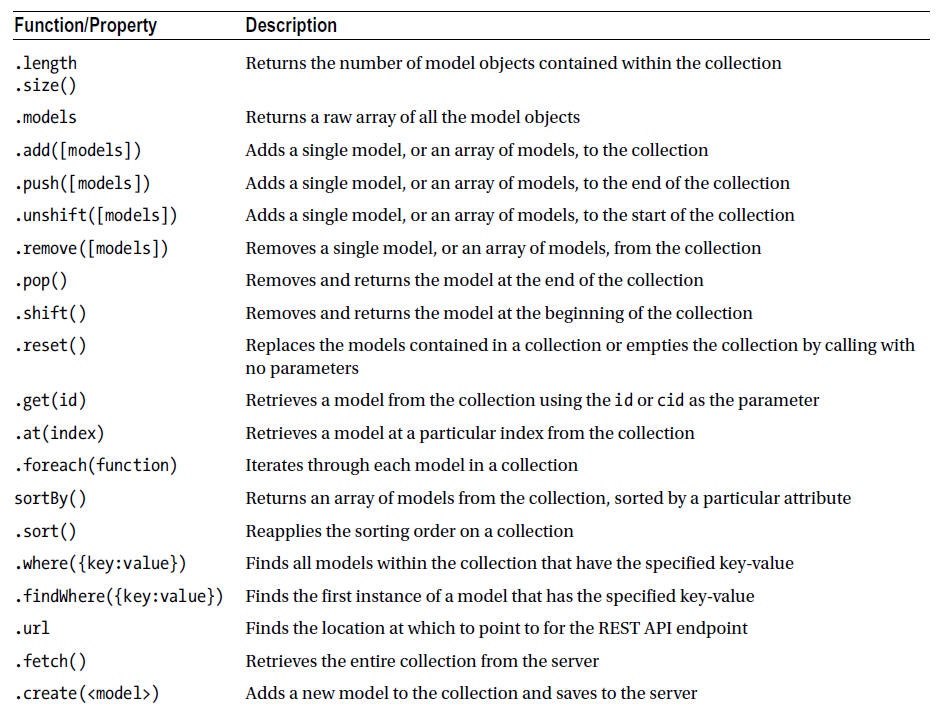 Function/Property Description
.length Returns the number of model objects contained within the collection
.size()
.models Returns a raw array of all the model objects
.add([models]) Adds a single model, or an array of models, to the collection
.push([models]) Adds a single model, or an array of models, to the end of the collection
.unshift([models]) Adds a single model, or an array of models, to the start of the collection
.remove([models]) Removes a single model, or an array of models, from the collection
.pop() Removes and returns the model at the end of the collection
.shift() Removes and returns the model at the beginning of the collection
.reset() Replaces the models contained in a collection or empties the collection by calling with
no parameters
.get(id) Retrieves a model from the collection using the id or cid as the parameter
.at(index) Retrieves a model at a particular index from the collection
.foreach(function) Iterates through each model in a collection
sortBy() Returns an array of models from the collection, sorted by a particular attribute
.sort() Reapplies the sorting order on a collection
.where({key:value}) Finds all models within the collection that have the specified key-value
.findWhere({key:value}) Finds the first instance of a model that has the specified key-value
.url Finds the location at which to point to for the REST API endpoint
.fetch() Retrieves the entire collection from the server
.create(<model>) Adds a new model to the collection and saves to the server